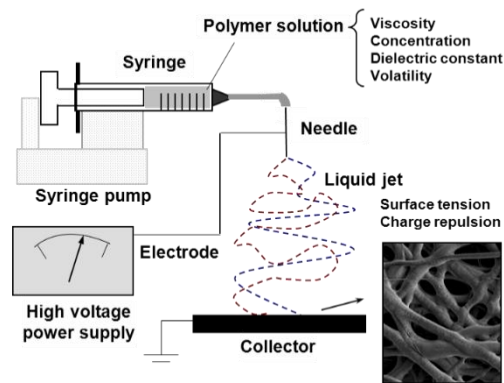 Polymer solution
Viscosity
Concentration
Dielectric constant
Volatility
Syringe
Needle
Syringe pump
Liquid jet
Surface tension
Charge repulsion
Electrode
High voltage
power supply
Collector